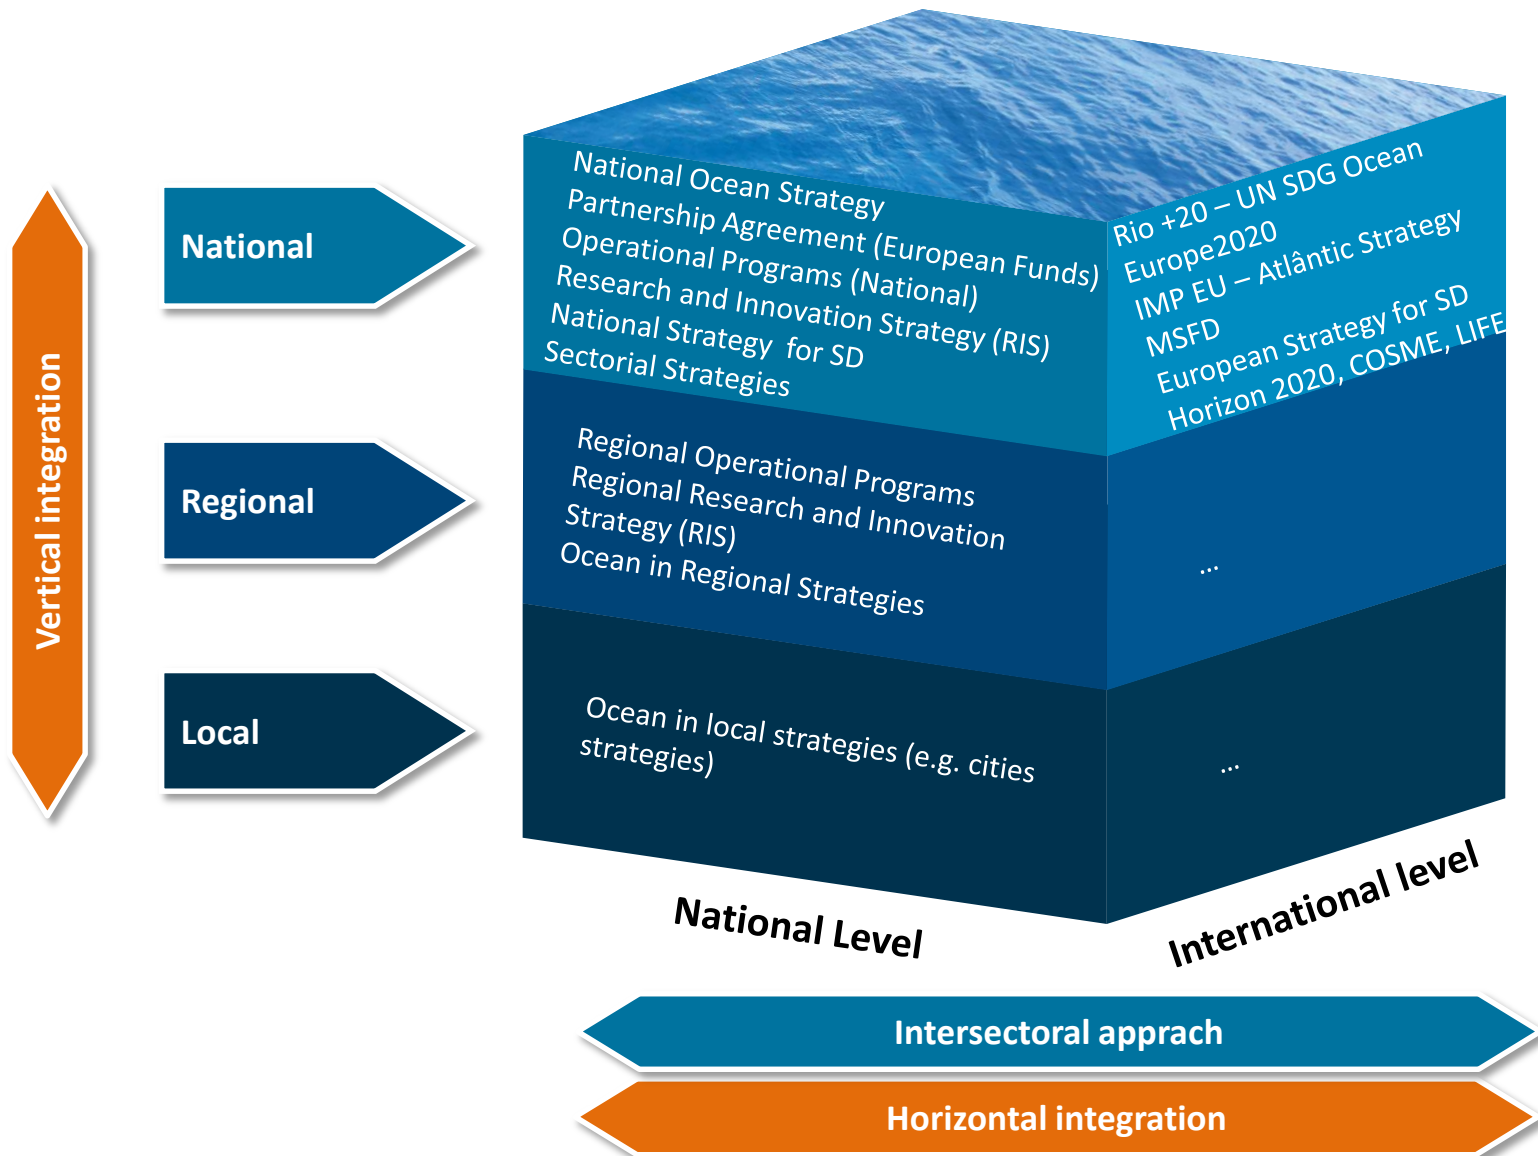 Vertical integration
National
Regional
Local
National Ocean Strategy
Partnership Agreement (European Funds)
Operational Programs (National)
Research and Innovation Strategy (RIS)
National Strategy for SD
Sectorial Strategies
Rio +20 – UN SDG Ocean
Europe2020
IMP EU – Atlântic Strategy
MSFD
European Strategy for SD
Horizon 2020, COSME, LIFE
Regional Operational Programs
Regional Research and Innovation
Strategy (RIS)
Ocean in Regional Strategies
...
Ocean in local strategies (e.g. cities
strategies)
...
National Level
International level
Intersectoral apprach
Horizontal integration